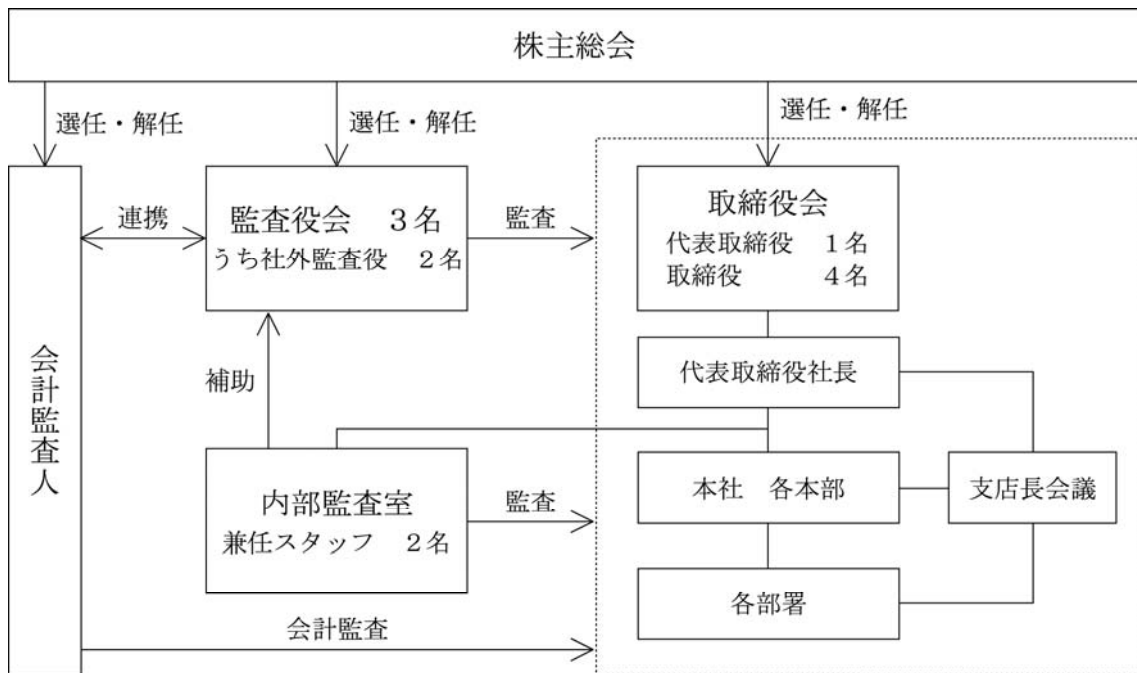 株主総会
選任・解任
選任・解任
選任・解任
連携
監査役会 3名
うち社外監査役 2名
監査
取締役会
代表取締役 1名
取締役 4名
代表取締役社長
会計監査人
補助
内部監査室
兼任スタッフ 2名
監査
本社 各本部
支店長会議
各部署
会計監査